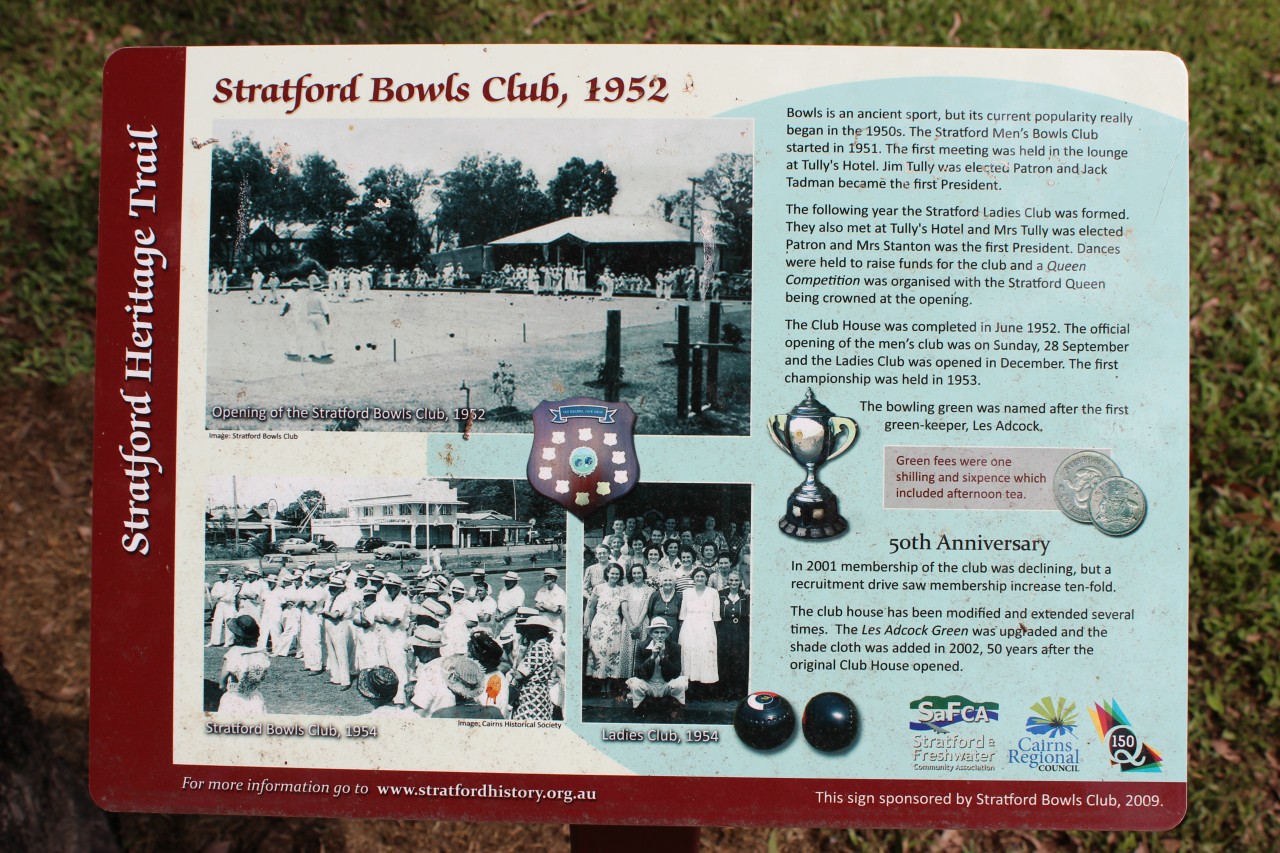 Stratford Heritage Trail
Stratford Bowls Club, 1952
Opening of the Stratford Bowls Club, 1952
Image: Stratford Bowls Club
Stratford Bowls Club, 1954
Image: Cairns Historical Society
Ladies Club, 1954
Bowls is an ancient sport, but its current popularity really
began in the 1950s. The Stratford Men's Bowls Club
started in 1951. The first meeting was held in the lounge
at Tully's Hotel. Jim Tully was elected Patron and Jack
Tadman became the first President.
The following year the Stratford Ladies Club was formed.
They also met at Tully's Hotel and Mrs Tully was elected
Patron and Mrs Stanton was the first President. Dances
were held to raise funds for the club and a Queen
Competition was organised with the Stratford Queen
being crowned at the opening.
The Club House was completed in June 1952. The official
opening of the men's club was on Sunday, 28 September
and the Ladies Club was opened in December. The first
championship was held in 1953.
The bowling green was named after the first
green-keeper, Les Adcock.
Green fees were one
shilling and sixpence which
included afternoon tea.
50th Anniversary
In 2001 membership of the club was declining, but a
recruitment drive saw membership increase ten-fold.
The club house has been modified and extended several
times. The Les Adcock Green was upgraded and the
shade cloth was added in 2002, 50 years after the
original Club House opened.
SaFCA
Stratford &
Freshwater
Community Association
Cairns
Regional
COUNCIL
Q150
For more information go to www.stratfordhistory.org.au
This sign sponsored by Stratford Bowls Club, 2009.